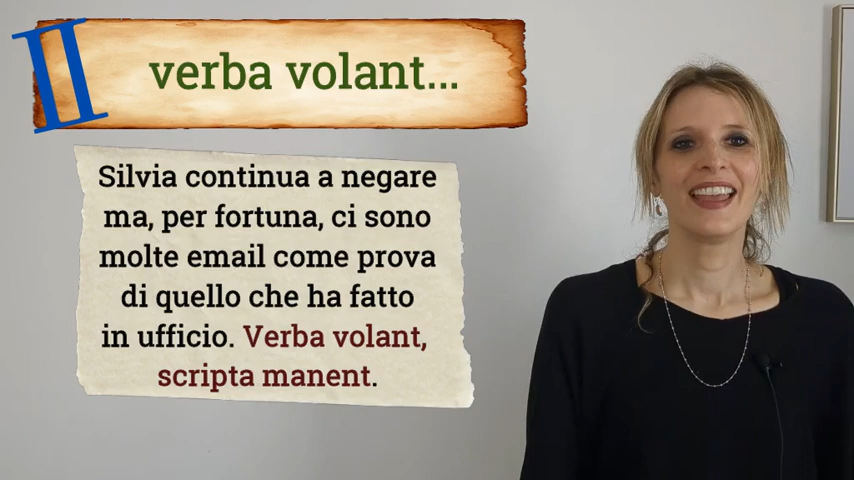 II
verba volant...
Silvia continua a negare
ma, per fortuna, ci sono
molte email come prova
di quello che ha fatto
in ufficio. Verba volant,
scripta manent.